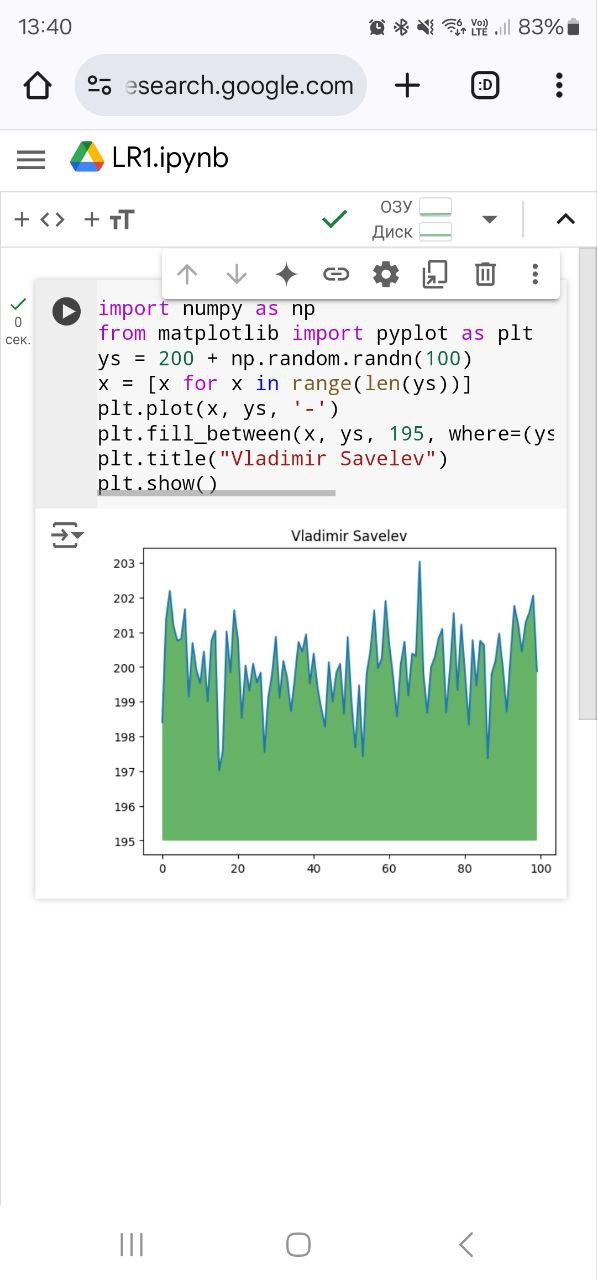 13:40 Vo)) LTE 83%
esearch.google.com :D
LR1.ipynb
+ <> + тТ ОЗУ
Диск
0
сек.
import numpy as np
from matplotlib import pyplot as plt
ys = 200 + np.random.randn(100)
x = [x for x in range(len(ys))]
plt.plot(x, ys, '-')
plt.fill_between(x, ys, 195, where=(ys
plt.title("Vladimir Savelev")
plt.show()
Vladimir Savelev
203
202
201
200
199
198
197
196
195
0 20 40 60 80 100